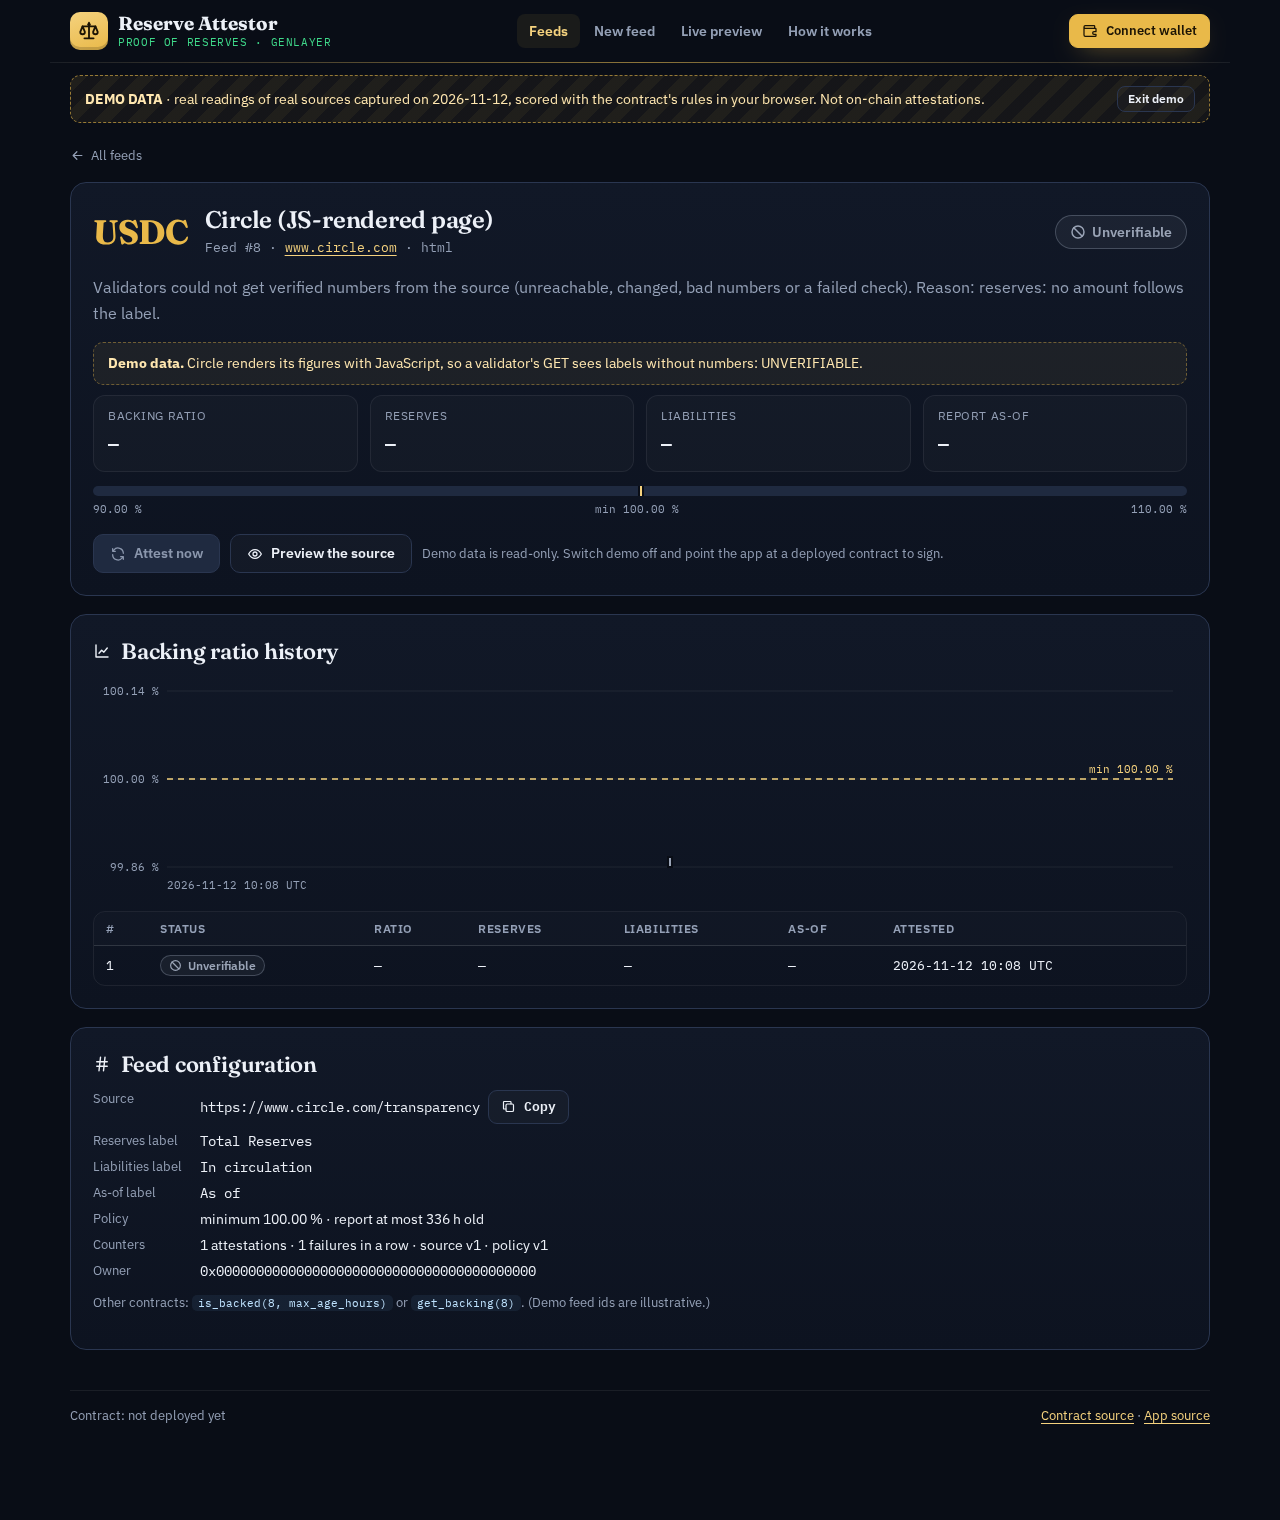 Reserve Attestor
PROOF OF RESERVES · GENLAYER
Feeds
New feed
Live preview
How it works
Connect wallet
DEMO DATA · real readings of real sources captured on 2026-11-12, scored with the contract's rules in your browser. Not on-chain attestations.
Exit demo
← All feeds
USDC
Circle (JS-rendered page)
Feed #8 · www.circle.com · html
Unverifiable
Validators could not get verified numbers from the source (unreachable, changed, bad numbers or a failed check). Reason: reserves: no amount follows
the label.
Demo data. Circle renders its figures with JavaScript, so a validator's GET sees labels without numbers: UNVERIFIABLE.
BACKING RATIO
–
RESERVES
–
LIABILITIES
–
REPORT AS-OF
–
90.00 %
min 100.00 %
110.00 %
Attest now
Preview the source
Demo data is read-only. Switch demo off and point the app at a deployed contract to sign.
Backing ratio history
100.14 %
min 100.00 %
100.00 %
99.86 %
2026-11-12 10:08 UTC
# STATUS RATIO RESERVES LIABILITIES AS-OF ATTESTED
1 Unverifiable – – – – 2026-11-12 10:08 UTC
# Feed configuration
Source https://www.circle.com/transparency Copy
Reserves label Total Reserves
Liabilities label In circulation
As-of label As of
Policy minimum 100.00 % · report at most 336 h old
Counters 1 attestations · 1 failures in a row · source v1 · policy v1
Owner 0x0000000000000000000000000000000000000000
Other contracts: is_backed(8, max_age_hours) or get_backing(8). (Demo feed ids are illustrative.)
Contract: not deployed yet
Contract source · App source